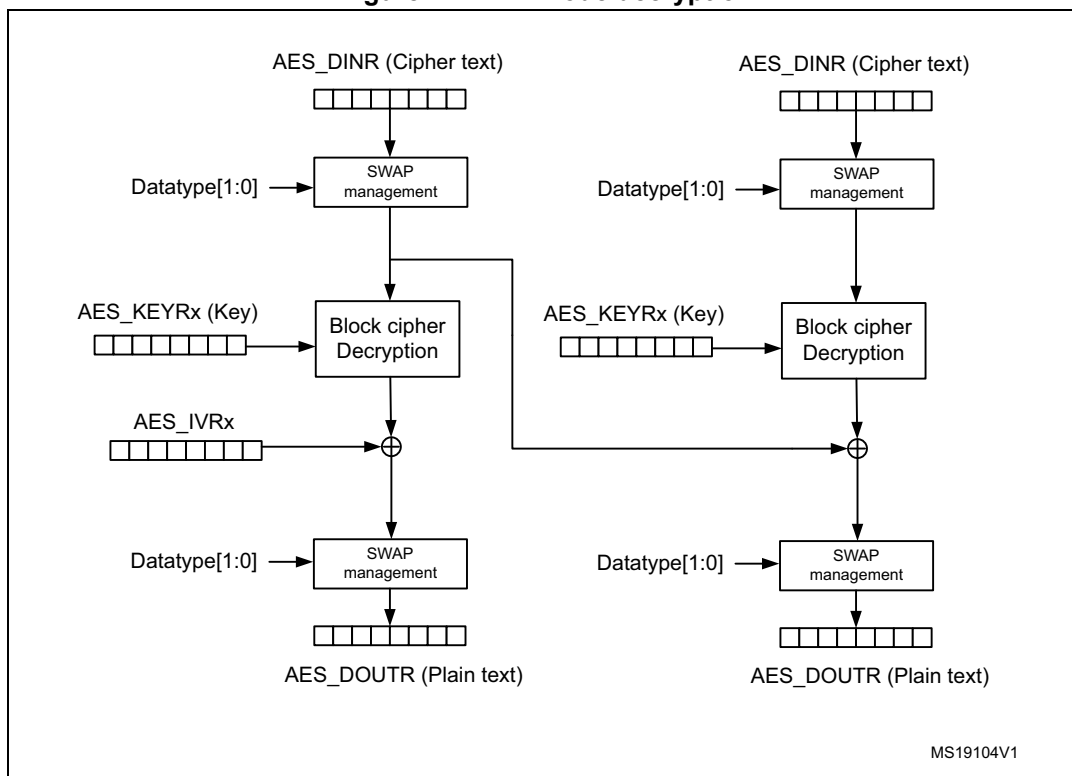 AES_DINR (Cipher text)
SWAP
management
Datatype[1:0]
AES_KEYRx (Key)
Block cipher
Decryption
AES_IVRx
Datatype[1:0]
SWAP
management
AES_DOUTR (Plain text)
AES_DINR (Cipher text)
SWAP
management
Datatype[1:0]
AES_KEYRx (Key)
Block cipher
Decryption
Datatype[1:0]
SWAP
management
AES_DOUTR (Plain text)
MS19104V1